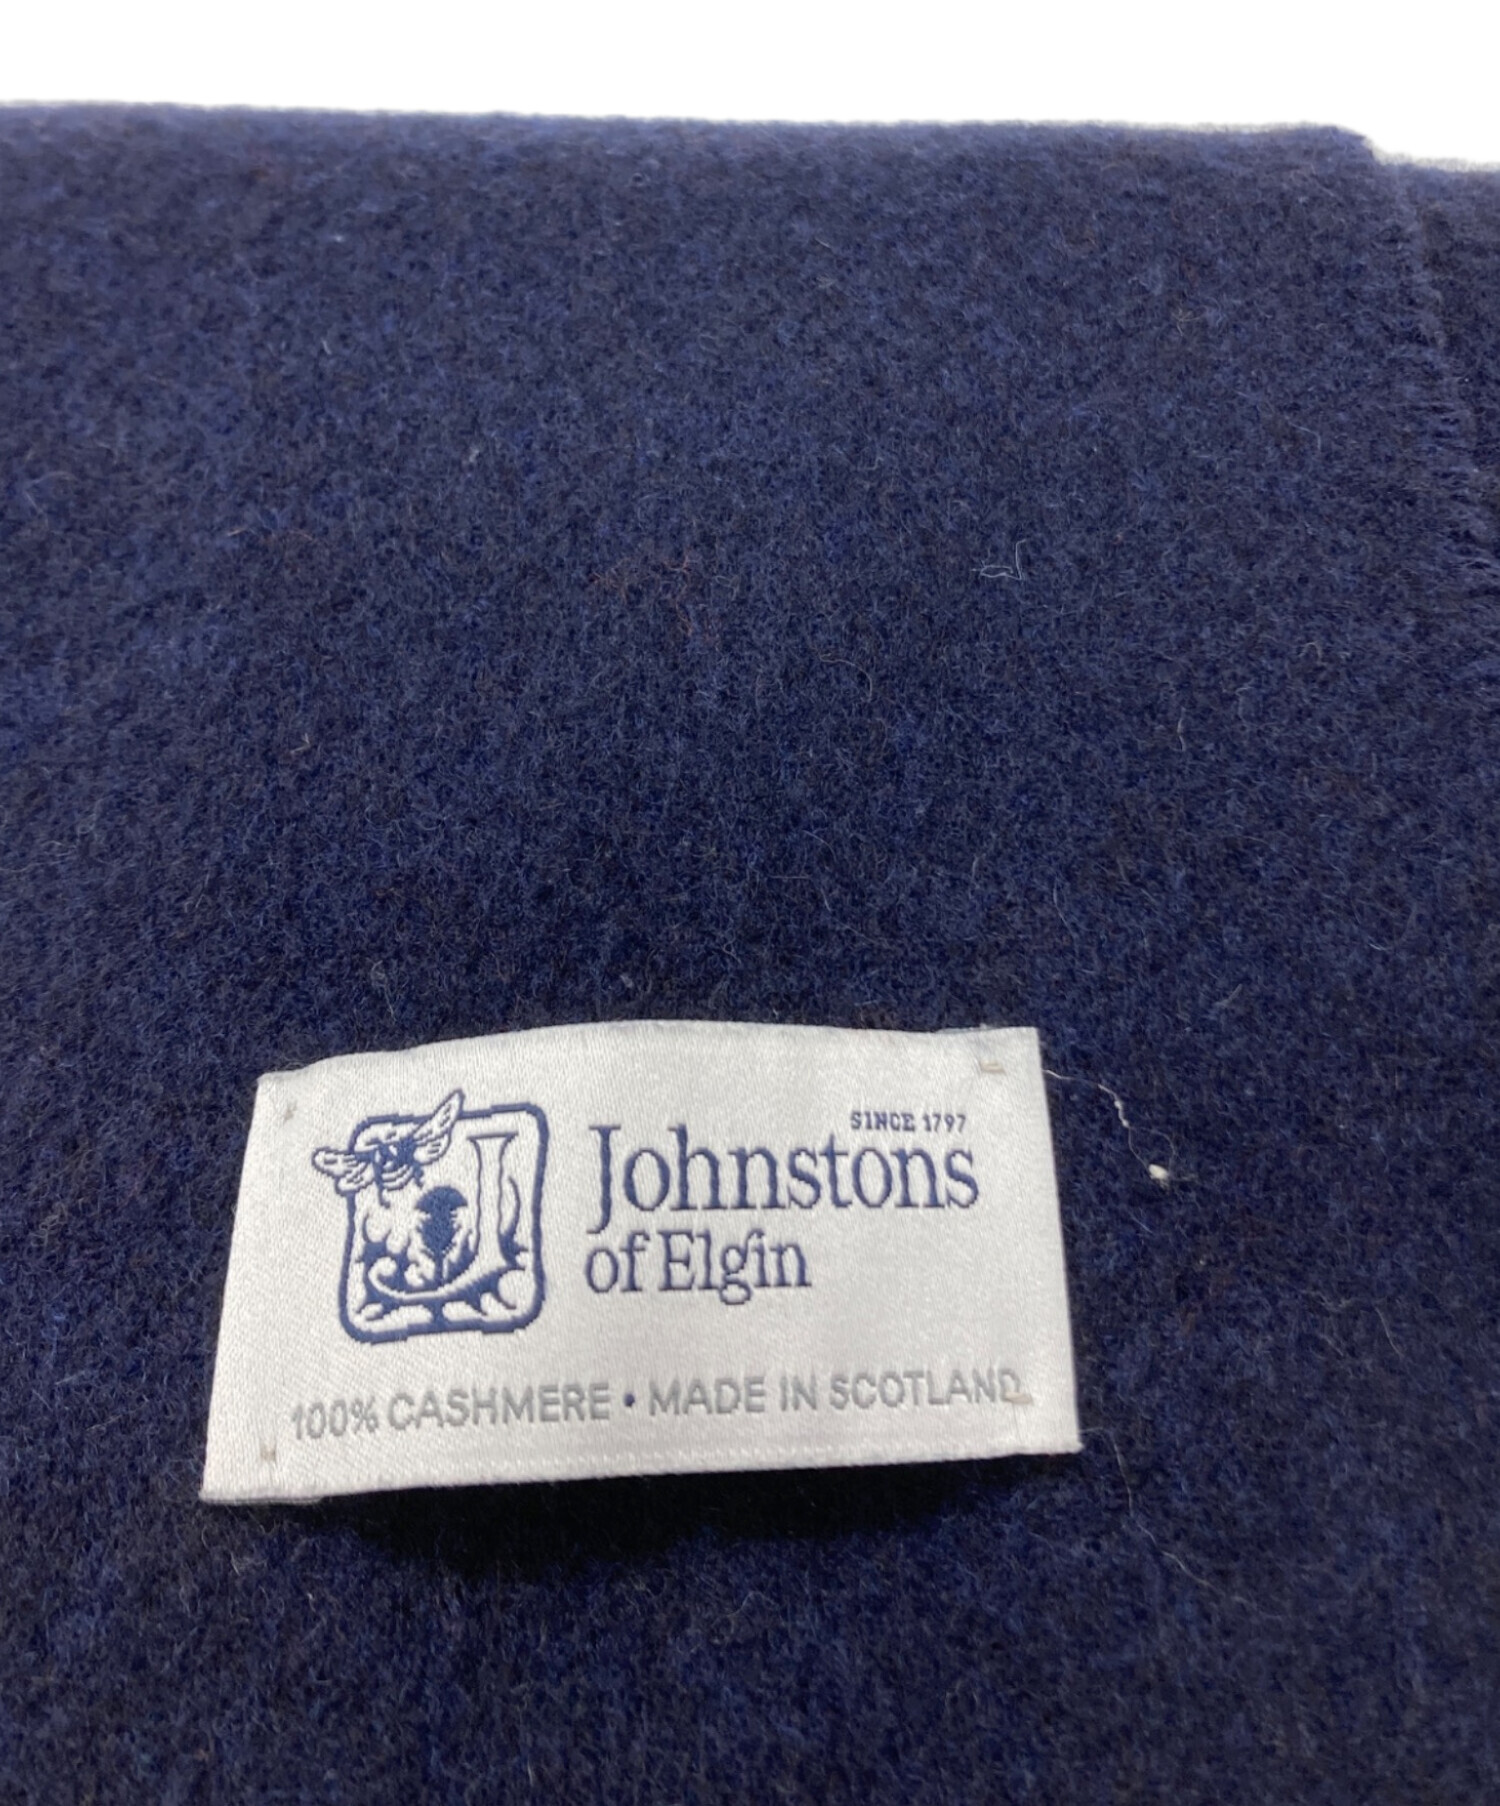 SINCE 1797
Johnstons
of Elgin
100% CASHMERE • MADE IN SCOTLAND